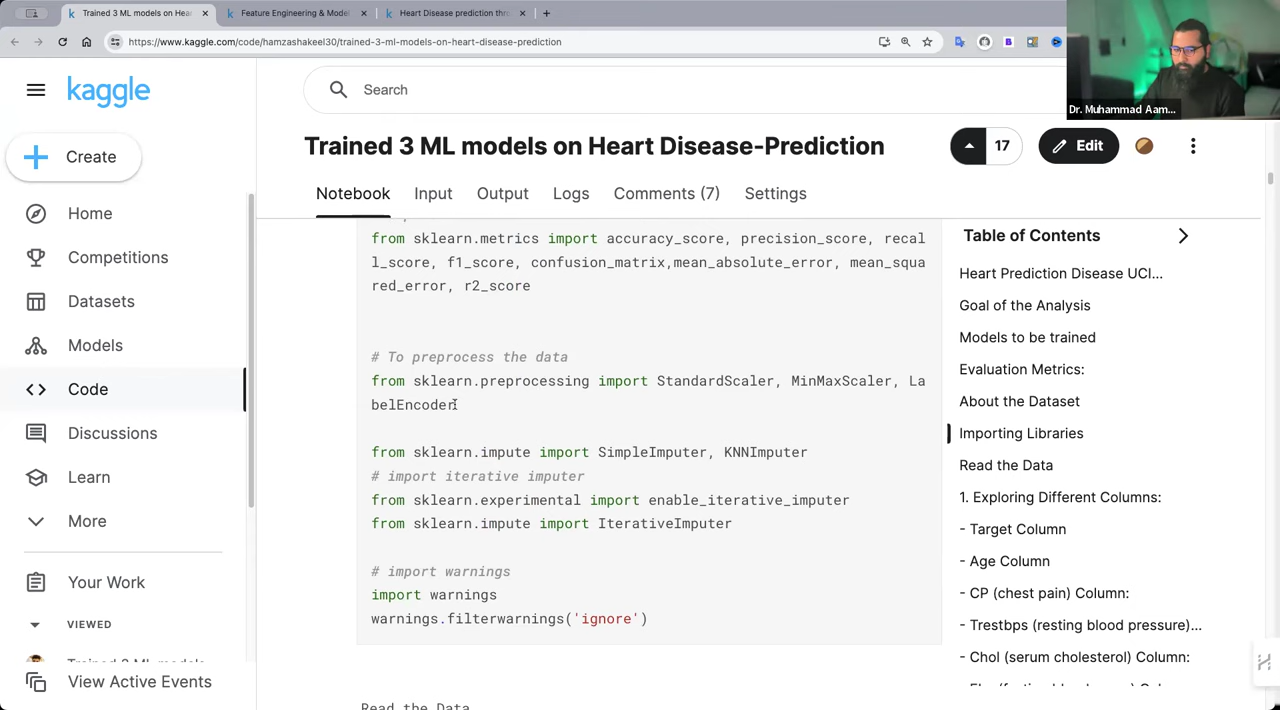 Trained 3 ML models on Hear
Feature Engineering & Model
Heart Disease prediction thro
https://www.kaggle.com/code/hamzashakeel30/trained-3-ml-models-on-heart-disease-prediction
Dr. Muhammad Aam...
kaggle
Search
Create
Home
Competitions
Datasets
Models
Code
Discussions
Learn
More
Your Work
VIEWED
View Active Events
Trained 3 ML models on Heart Disease-Prediction
17
Edit
Notebook
Input
Output
Logs
Comments (7)
Settings
from sklearn.metrics import accuracy_score, precision_score, recal
l_score, f1_score, confusion_matrix,mean_absolute_error, mean_squa
red_error, r2_score
# To preprocess the data
from sklearn.preprocessing import StandardScaler, MinMaxScaler, La
belEncoder
from sklearn.impute import SimpleImputer, KNNImputer
# import iterative imputer
from sklearn.experimental import enable_iterative_imputer
from sklearn.impute import IterativeImputer
# import warnings
import warnings
warnings.filterwarnings('ignore')
Read the Data
Table of Contents
Heart Prediction Disease UCI...
Goal of the Analysis
Models to be trained
Evaluation Metrics:
About the Dataset
Importing Libraries
Read the Data
1. Exploring Different Columns:
- Target Column
- Age Column
- CP (chest pain) Column:
- Trestbps (resting blood pressure)...
- Chol (serum cholesterol) Column: